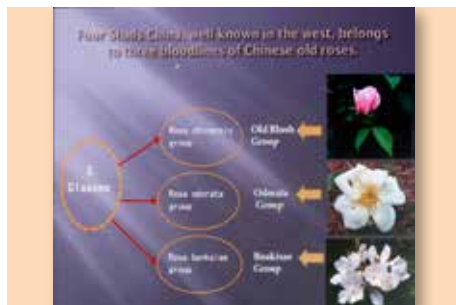 Four Studs China, well known in the west, belongs
to three bloodlines of Chinese old roses.
Rosa chinensis
group
Old Blush
Group
3
Classes
Rosa odorata
group
Odorata
Group
Rosa banksiae
group
Banksiae
Group